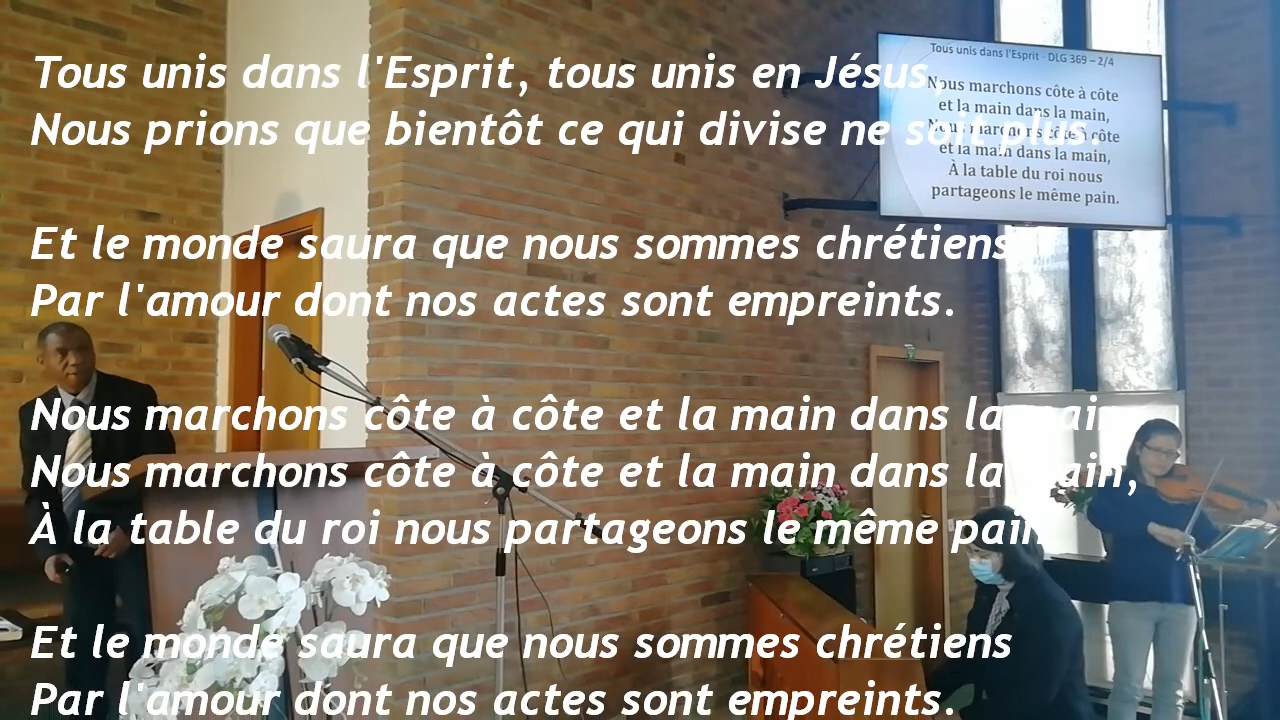 Tous unis dans l'Esprit, tous unis en Jésus,
Nous prions que bientôt ce qui divise ne soit plus.
Et le monde saura que nous sommes chrétiens
Par l'amour dont nos actes sont empreints.
Nous marchons côte à côte et la main dans la main,
Nous marchons côte à côte et la main dans la main,
À la table du roi nous partageons le même pain.
Et le monde saura que nous sommes chrétiens
Par l'amour dont nos actes sont empreints.
Tous unis dans l'Esprit - DLG 369 – 2/4
Nous marchons côte à côte
et la main dans la main,
Nous marchons côte à côte
et la main dans la main,
À la table du roi nous
partageons le même pain.